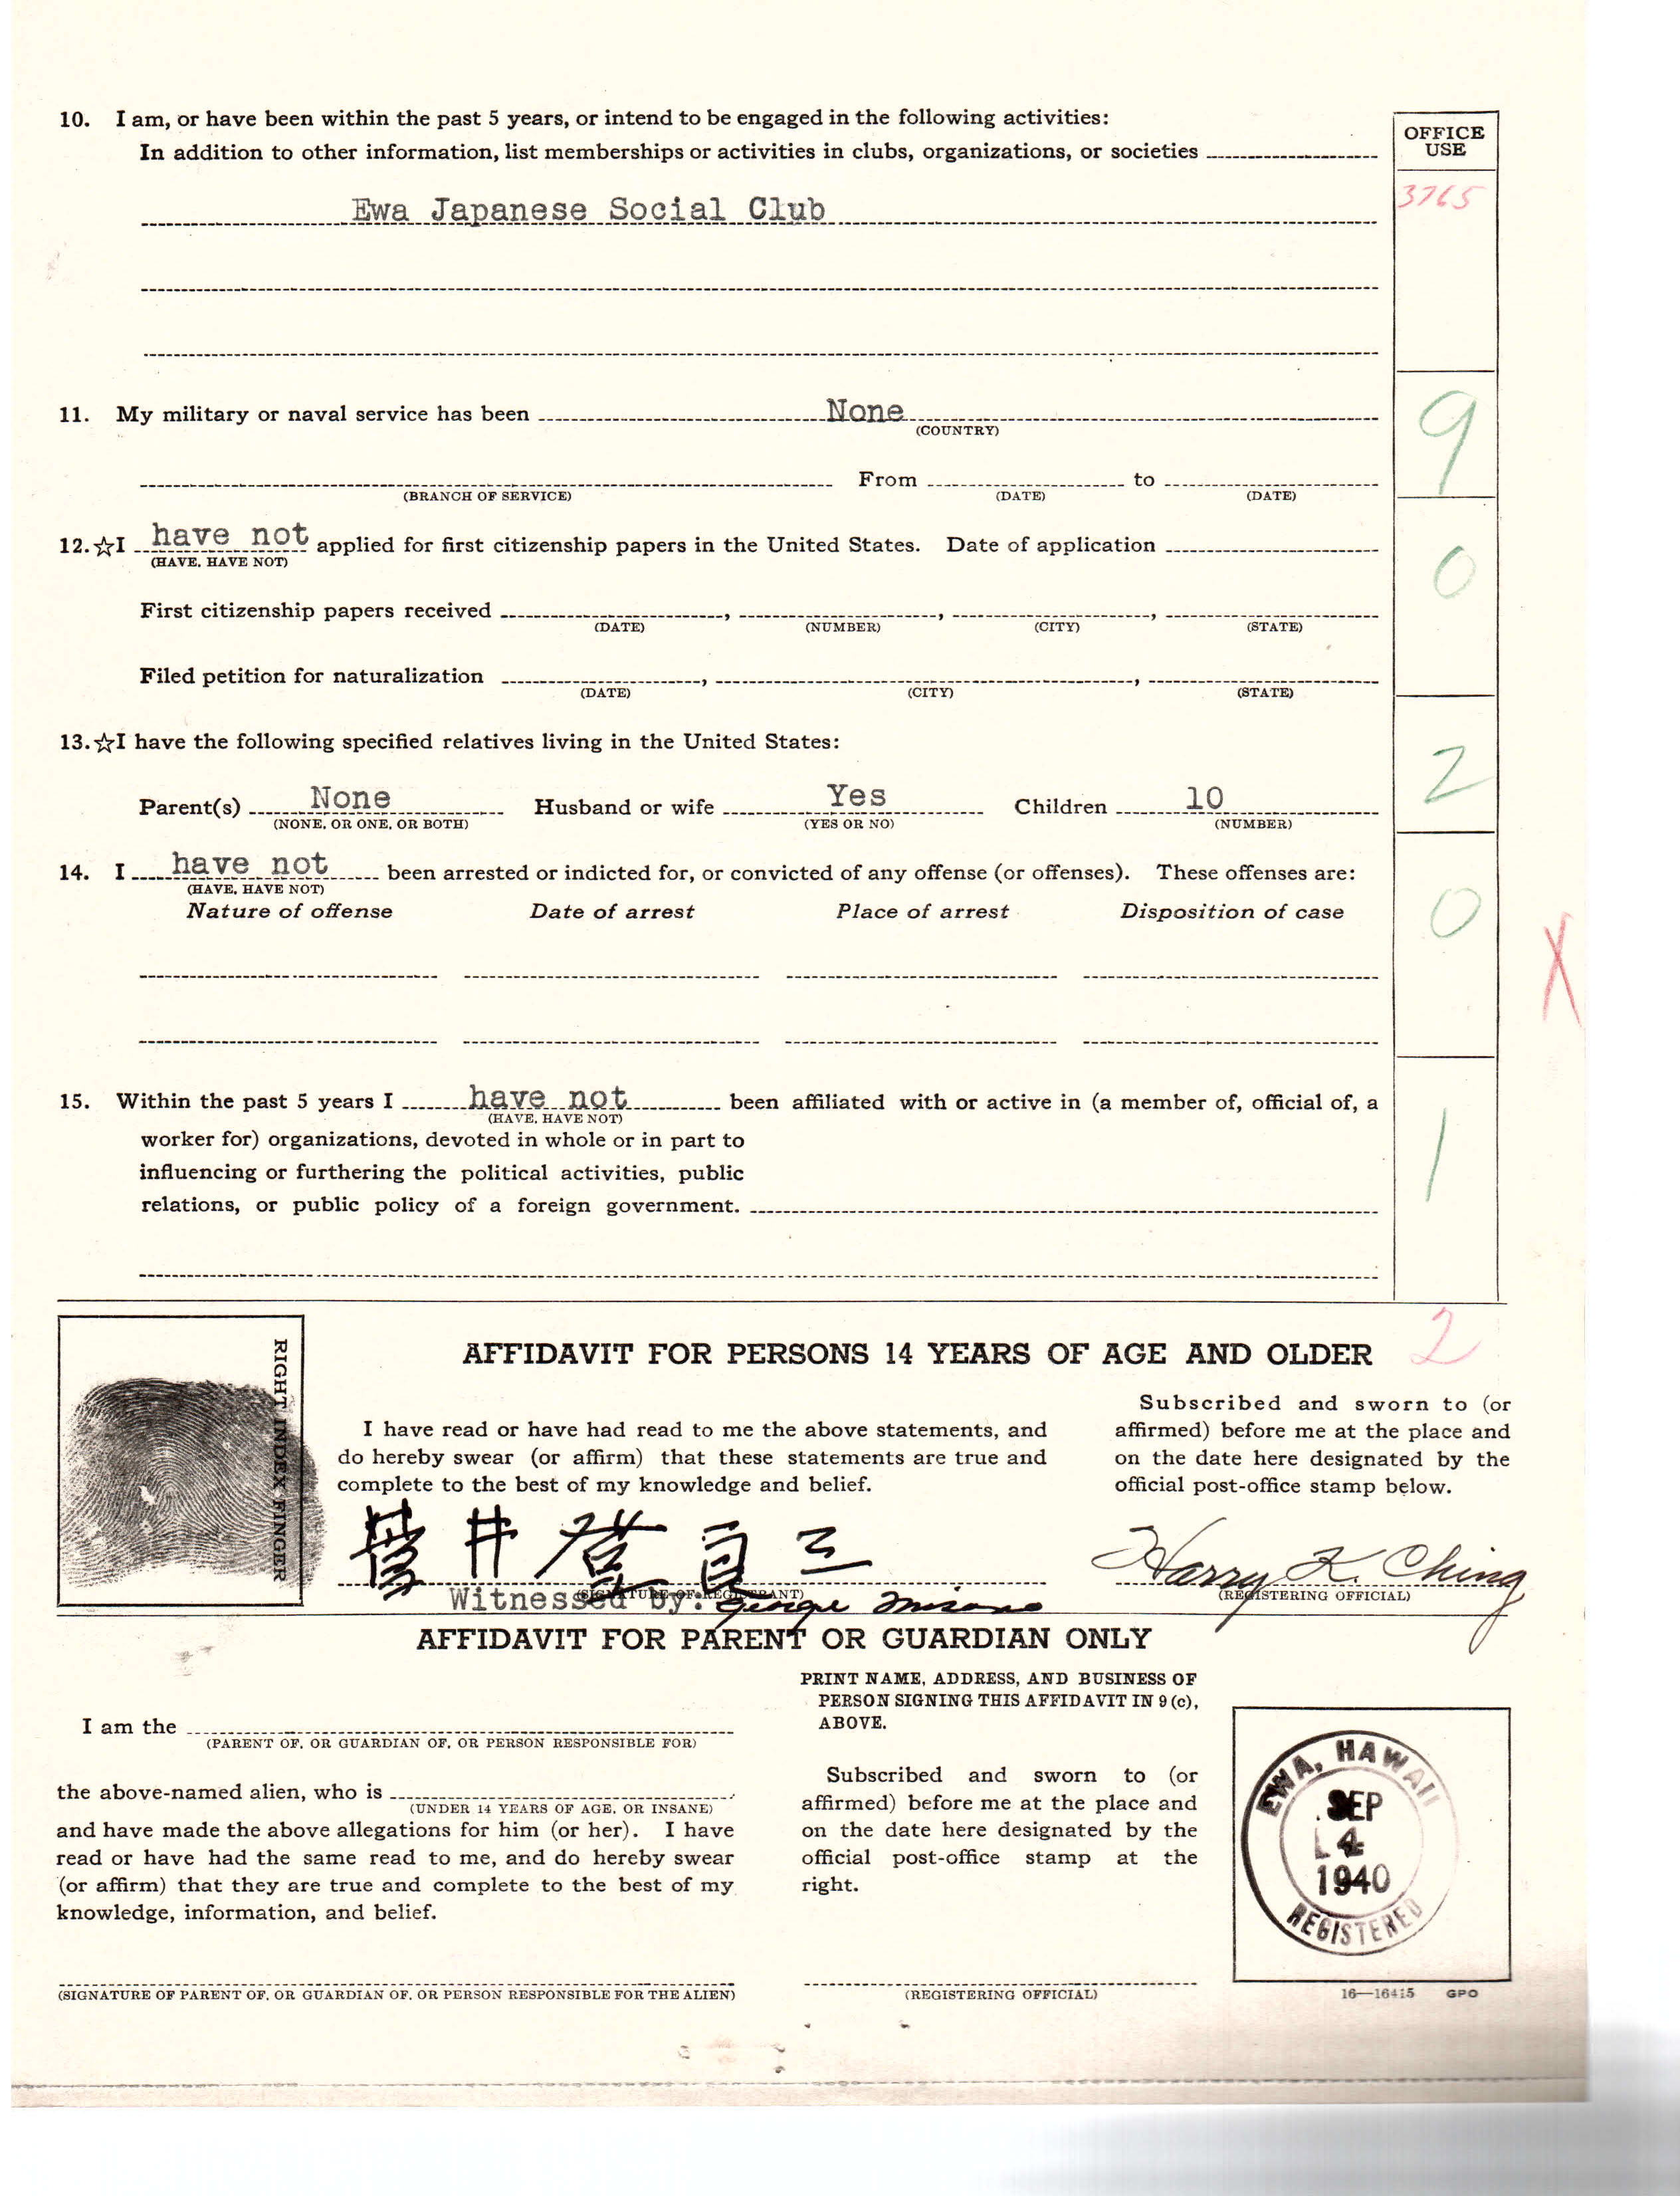 10. I am, or have been within the past 5 years, or intend to be engaged in the following activities:
In addition to other information, list memberships or activities in clubs, organizations, or societies
Ewa Japanese Social Club
OFFICE
USE
3765
11. My military or naval service has been None
(COUNTRY)
9
From to
(BRANCH OF SERVICE) (DATE) (DATE)
12. ☆I have not applied for first citizenship papers in the United States. Date of application
(HAVE, HAVE NOT)
0
First citizenship papers received , , ,
(DATE) (NUMBER) (CITY) (STATE)
Filed petition for naturalization , ,
(DATE) (CITY) (STATE)
13. ☆I have the following specified relatives living in the United States:
2
Parent(s) None Husband or wife Yes Children 10
(NONE, OR ONE, OR BOTH) (YES OR NO) (NUMBER)
14. I have not been arrested or indicted for, or convicted of any offense (or offenses). These offenses are:
(HAVE, HAVE NOT)
Nature of offense Date of arrest Place of arrest Disposition of case
0
X
15. Within the past 5 years I have not been affiliated with or active in (a member of, official of, a
(HAVE, HAVE NOT)
worker for) organizations, devoted in whole or in part to
influencing or furthering the political activities, public
relations, or public policy of a foreign government.
1
2
RIGHT INDEX FINGER
AFFIDAVIT FOR PERSONS 14 YEARS OF AGE AND OLDER
I have read or have had read to me the above statements, and
do hereby swear (or affirm) that these statements are true and
complete to the best of my knowledge and belief.
井
(SIGNATURE OF REGISTRANT)
Witnessed by: George Misano
Subscribed and sworn to (or
affirmed) before me at the place and
on the date here designated by the
official post-office stamp below.
Harry K. Ching
(REGISTERING OFFICIAL)
AFFIDAVIT FOR PARENT OR GUARDIAN ONLY
I am the
(PARENT OF, OR GUARDIAN OF, OR PERSON RESPONSIBLE FOR)
the above-named alien, who is
(UNDER 14 YEARS OF AGE, OR INSANE)
and have made the above allegations for him (or her). I have
read or have had the same read to me, and do hereby swear
(or affirm) that they are true and complete to the best of my
knowledge, information, and belief.
(SIGNATURE OF PARENT OF, OR GUARDIAN OF, OR PERSON RESPONSIBLE FOR THE ALIEN)
PRINT NAME, ADDRESS, AND BUSINESS OF
PERSON SIGNING THIS AFFIDAVIT IN 9 (c),
ABOVE.
Subscribed and sworn to (or
affirmed) before me at the place and
on the date here designated by the
official post-office stamp at the
right.
(REGISTERING OFFICIAL)
EWA, HAWAII
SEP
4
1940
REGISTERED
16—16415 GPO